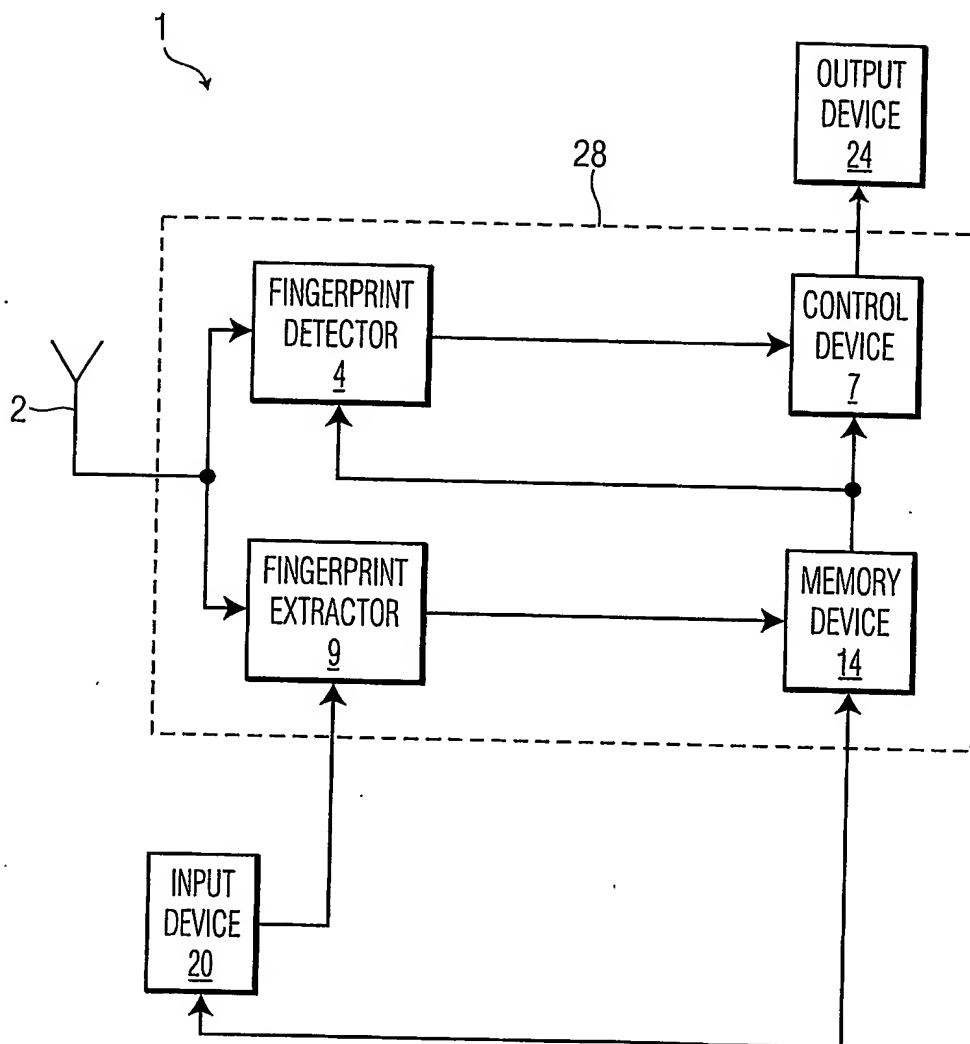 1
OUTPUT
DEVICE
24
28
FINGERPRINT
DETECTOR
4
CONTROL
DEVICE
7
2
FINGERPRINT
EXTRACTOR
9
MEMORY
DEVICE
14
INPUT
DEVICE
20